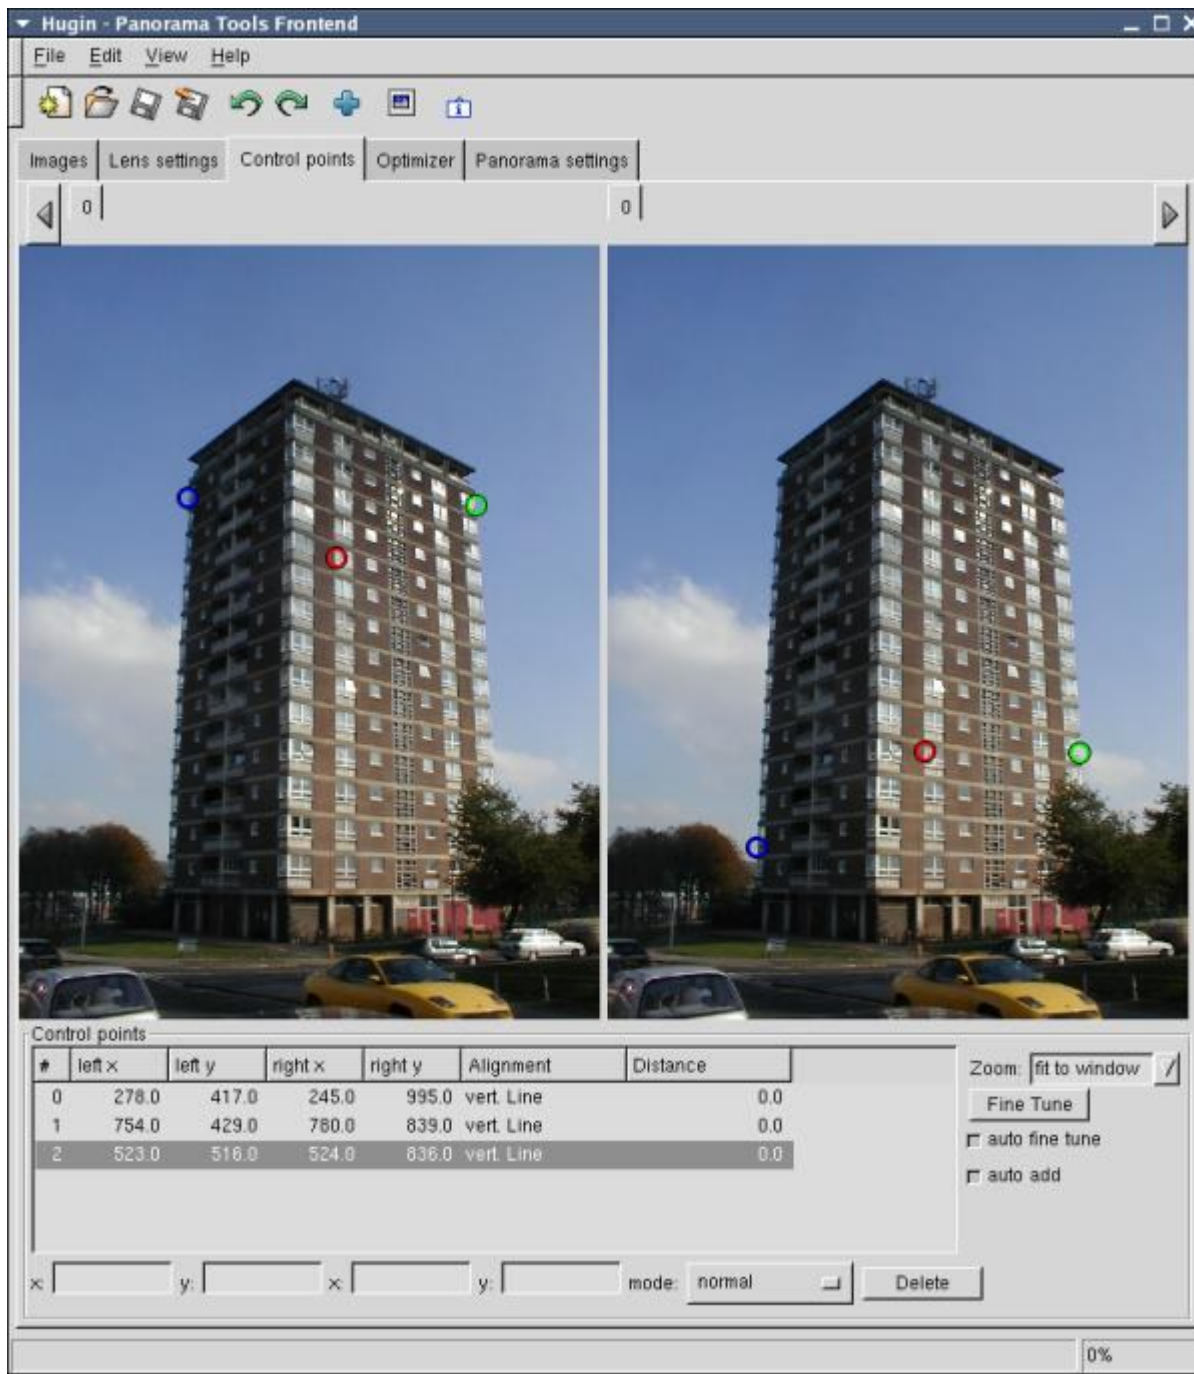 Hugin - Panorama Tools Frontend
File Edit View Help
Images Lens settings Control points Optimizer Panorama settings
0 0
Control points
# left x left y right x right y Alignment Distance
0 278.0 417.0 245.0 995.0 vert. Line 0.0
1 754.0 429.0 780.0 839.0 vert. Line 0.0
2 523.0 516.0 524.0 836.0 vert. Line 0.0
Zoom: fit to window
Fine Tune
auto fine tune
auto add
x: y: x: y: mode: normal Delete
0%